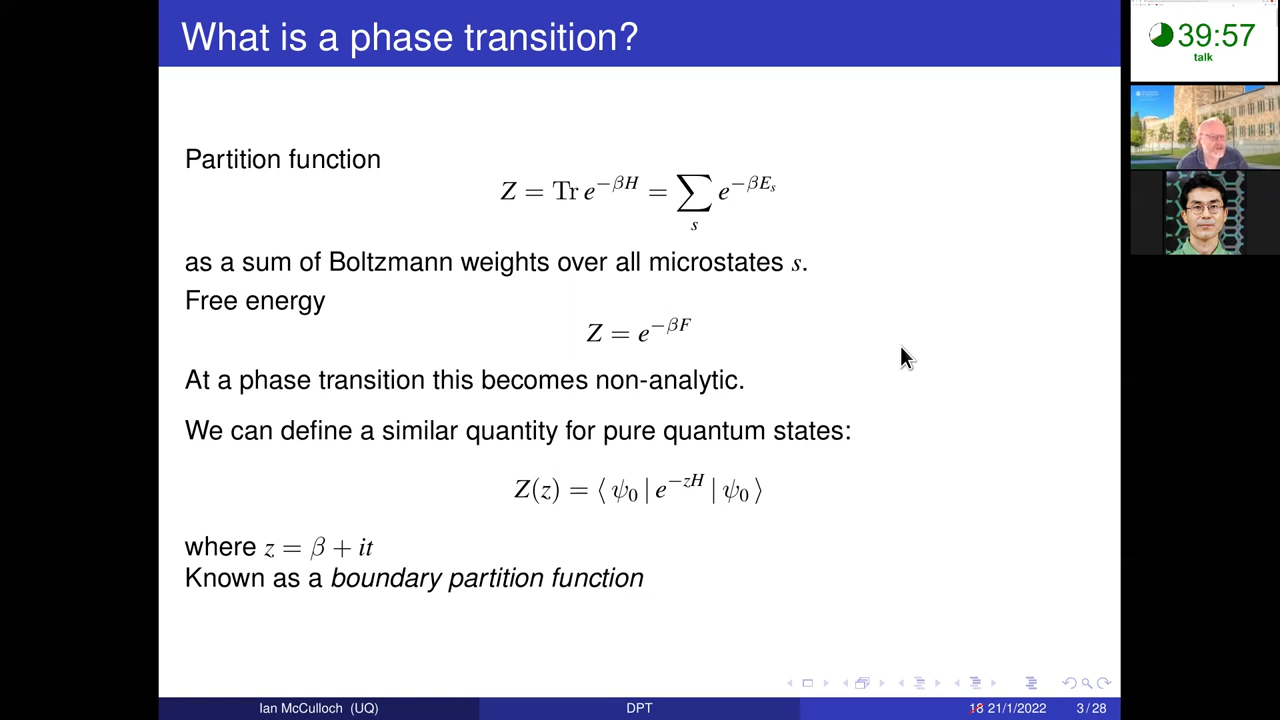 What is a phase transition?
39:57
talk
Partition function
Z = Tr e^{−βH} = ∑_s e^{−βE_s}
as a sum of Boltzmann weights over all microstates s.
Free energy
Z = e^{−βF}
At a phase transition this becomes non-analytic.
We can define a similar quantity for pure quantum states:
Z(z) = ⟨ ψ₀ | e^{−zH} | ψ₀ ⟩
where z = β + it
Known as a boundary partition function
Ian McCulloch (UQ)
DPT
18 21/1/2022
3 / 28